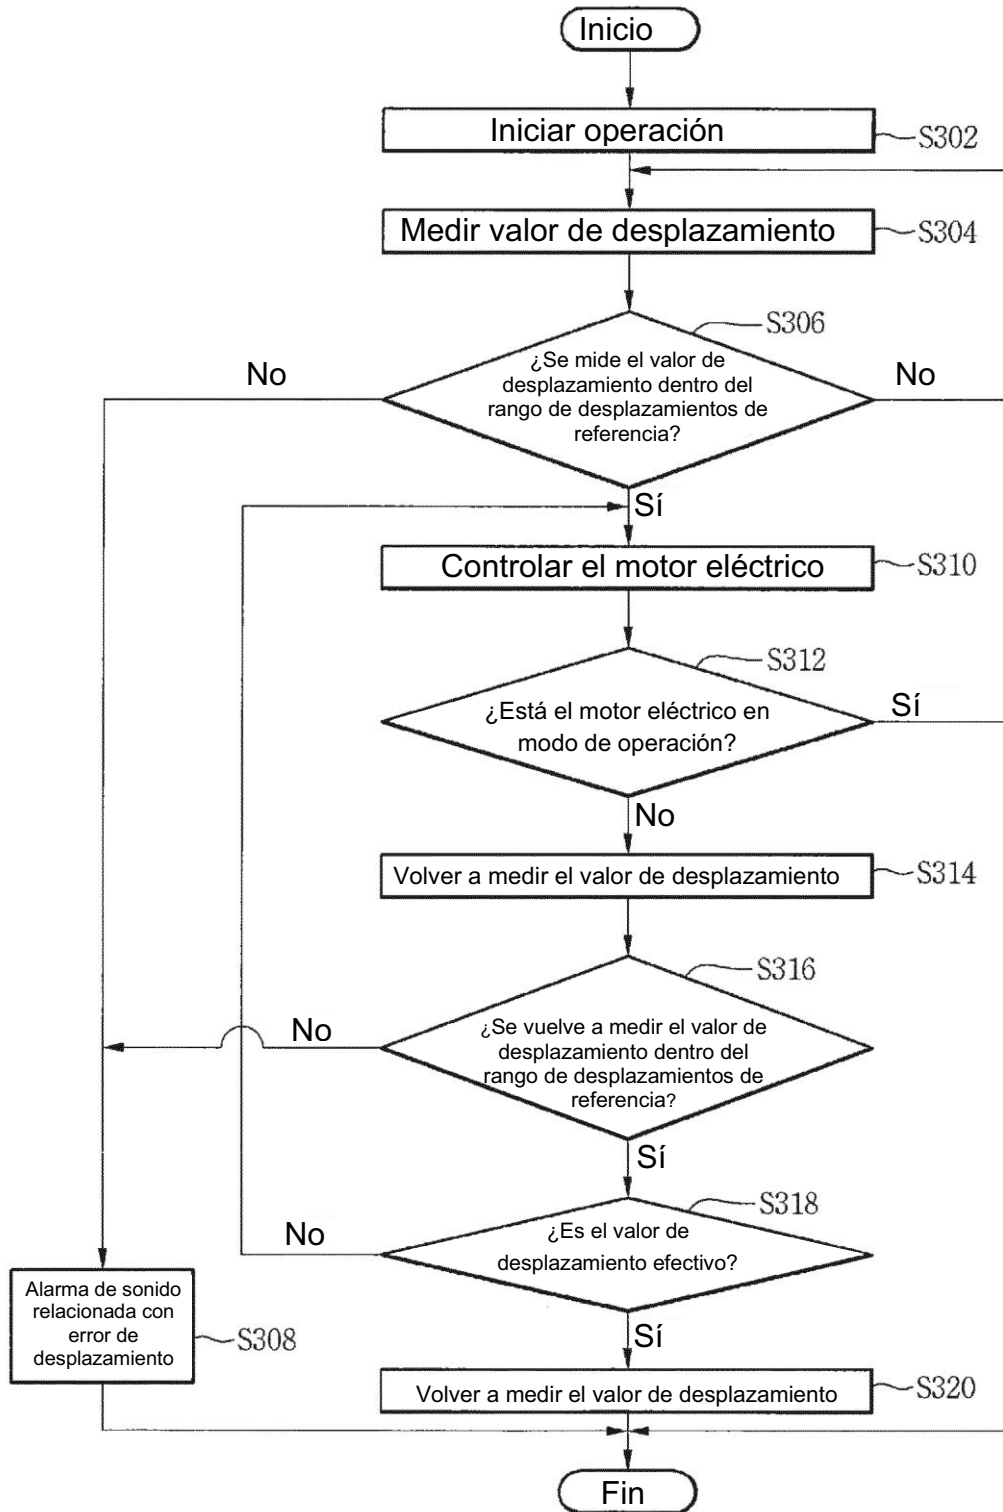 Inicio
Iniciar operación
S302
Medir valor de desplazamiento
S304
S306
¿Se mide el valor de
desplazamiento dentro del
rango de desplazamientos de
referencia?
No
No
Sí
Controlar el motor eléctrico
S310
S312
¿Está el motor eléctrico en
modo de operación?
Sí
No
Volver a medir el valor de desplazamiento
S314
S316
¿Se vuelve a medir el valor de
desplazamiento dentro del
rango de desplazamientos de
referencia?
No
Sí
S318
¿Es el valor de
desplazamiento efectivo?
No
Sí
Alarma de sonido
relacionada con
error de
desplazamiento
S308
Volver a medir el valor de desplazamiento
S320
Fin